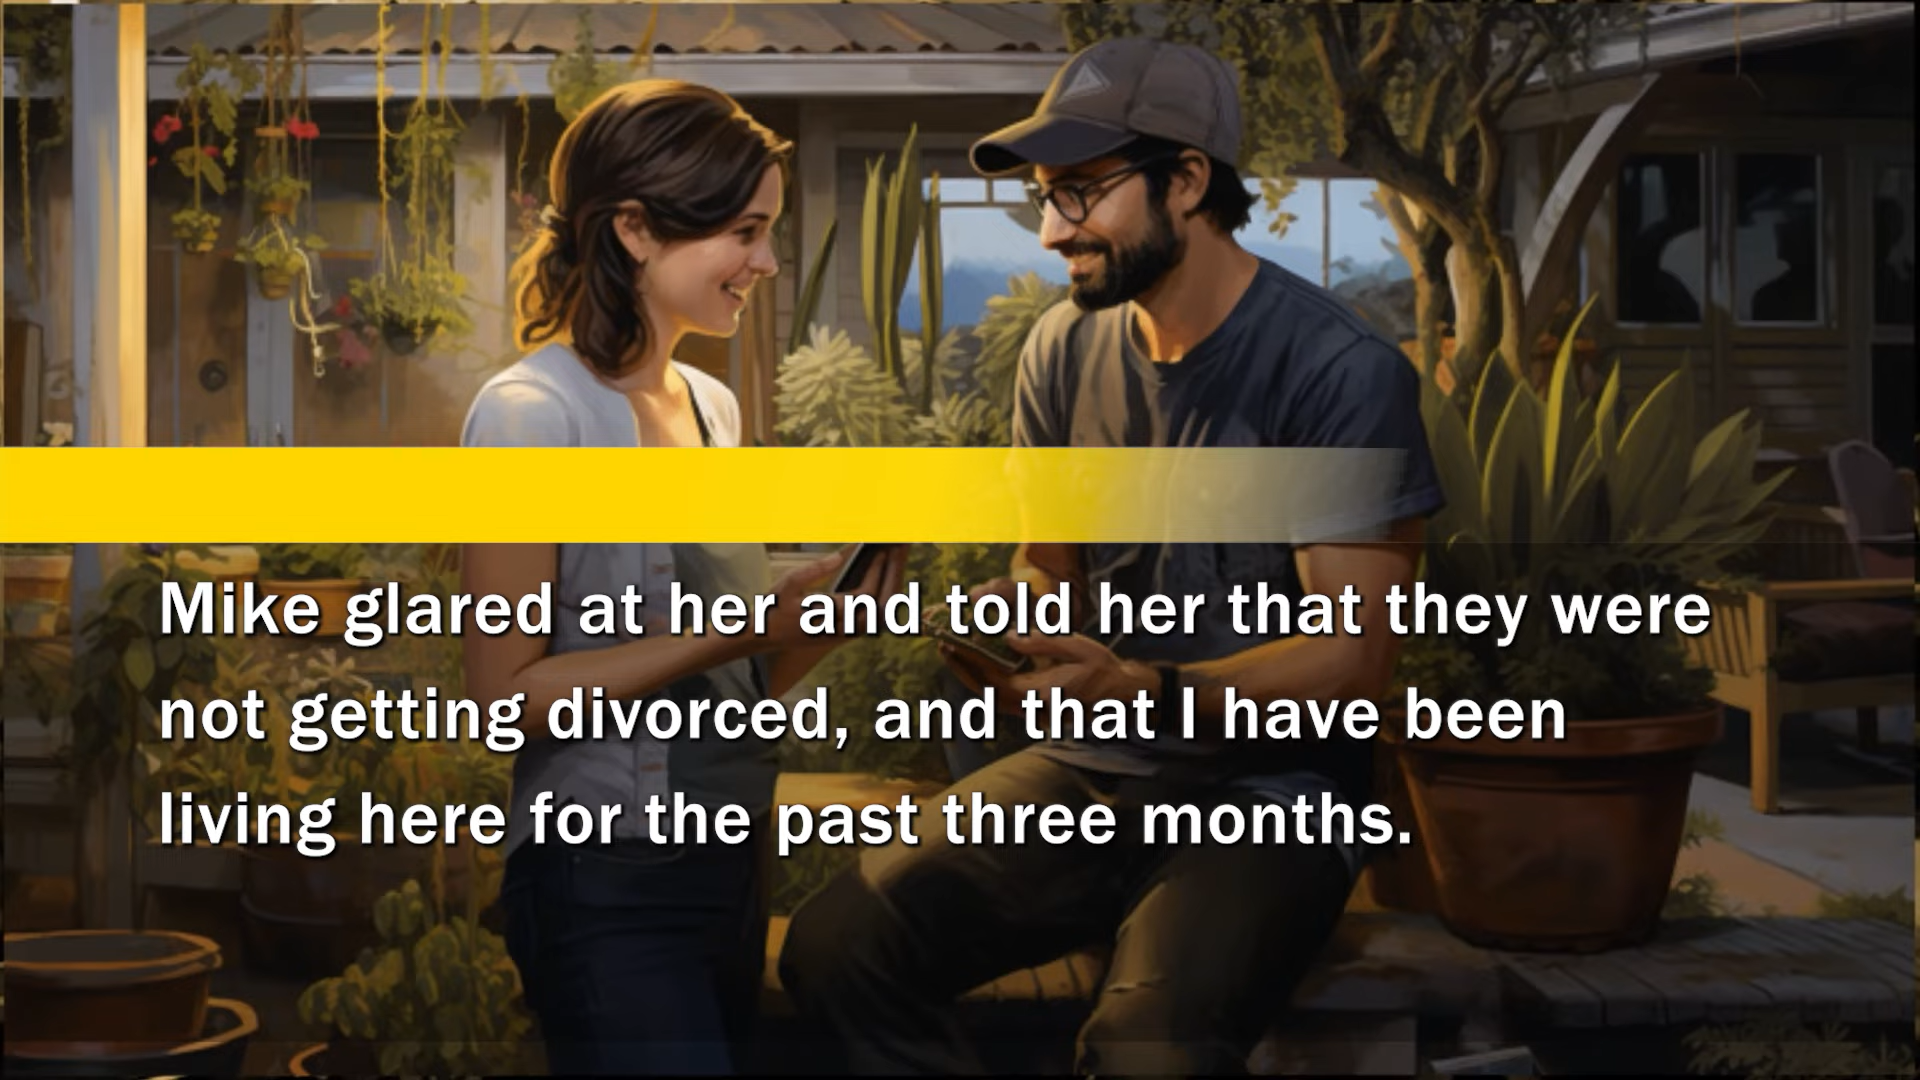 Mike glared at her and told her that they were
not getting divorced, and that I have been
living here for the past three months.